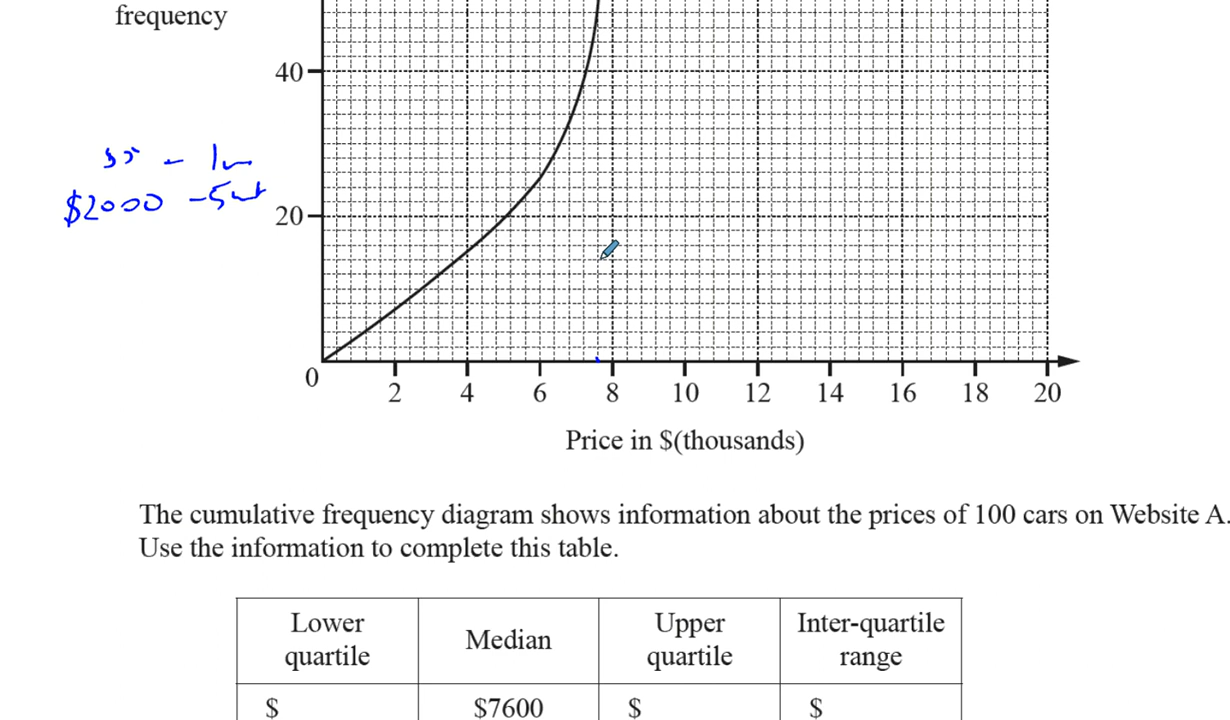 frequency
40
$2000 - 5
20
0
2 4 6 8 10 12 14 16 18 20
Price in $(thousands)
The cumulative frequency diagram shows information about the prices of 100 cars on Website A.
Use the information to complete this table.
Lower quartile Median Upper quartile Inter-quartile range
$ $7600 $ $